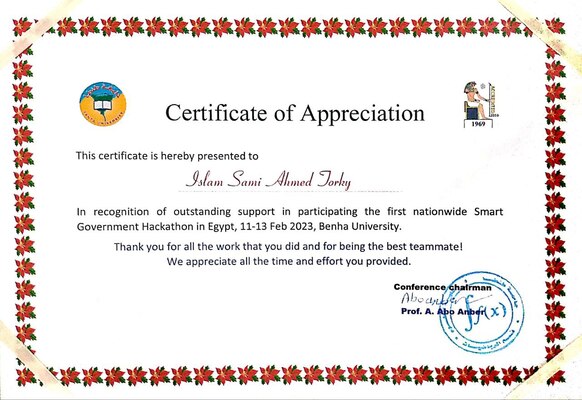 Certificate of Appreciation
1969
This certificate is hereby presented to
Islam Sami Ahmed Torky
In recognition of outstanding support in participating the first nationwide Smart
Government Hackathon in Egypt, 11-13 Feb 2023, Benha University.
Thank you for all the work that you did and for being the best teammate!
We appreciate all the time and effort you provided.
Conference chairman
Prof. A. Abo Anber
f(x)